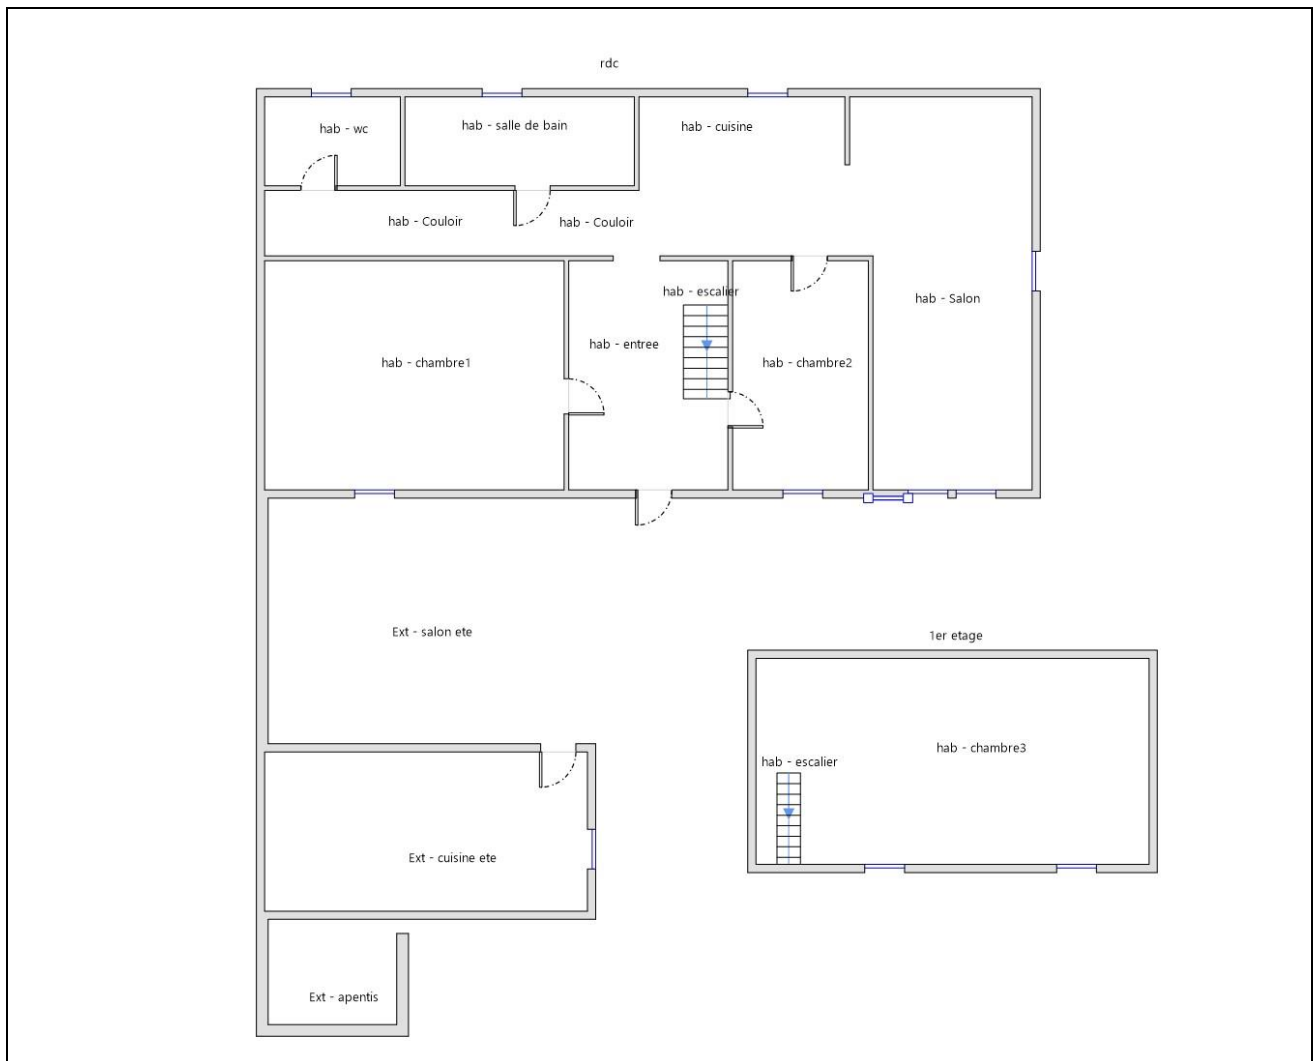 rdc
hab - wc
hab - salle de bain
hab - cuisine
hab - Couloir
hab - Couloir
hab - escalier
hab - Salon
hab - entree
hab - chambre1
hab - chambre2
Ext - salon ete
1er etage
hab - chambre3
hab - escalier
Ext - cuisine ete
Ext - apentis